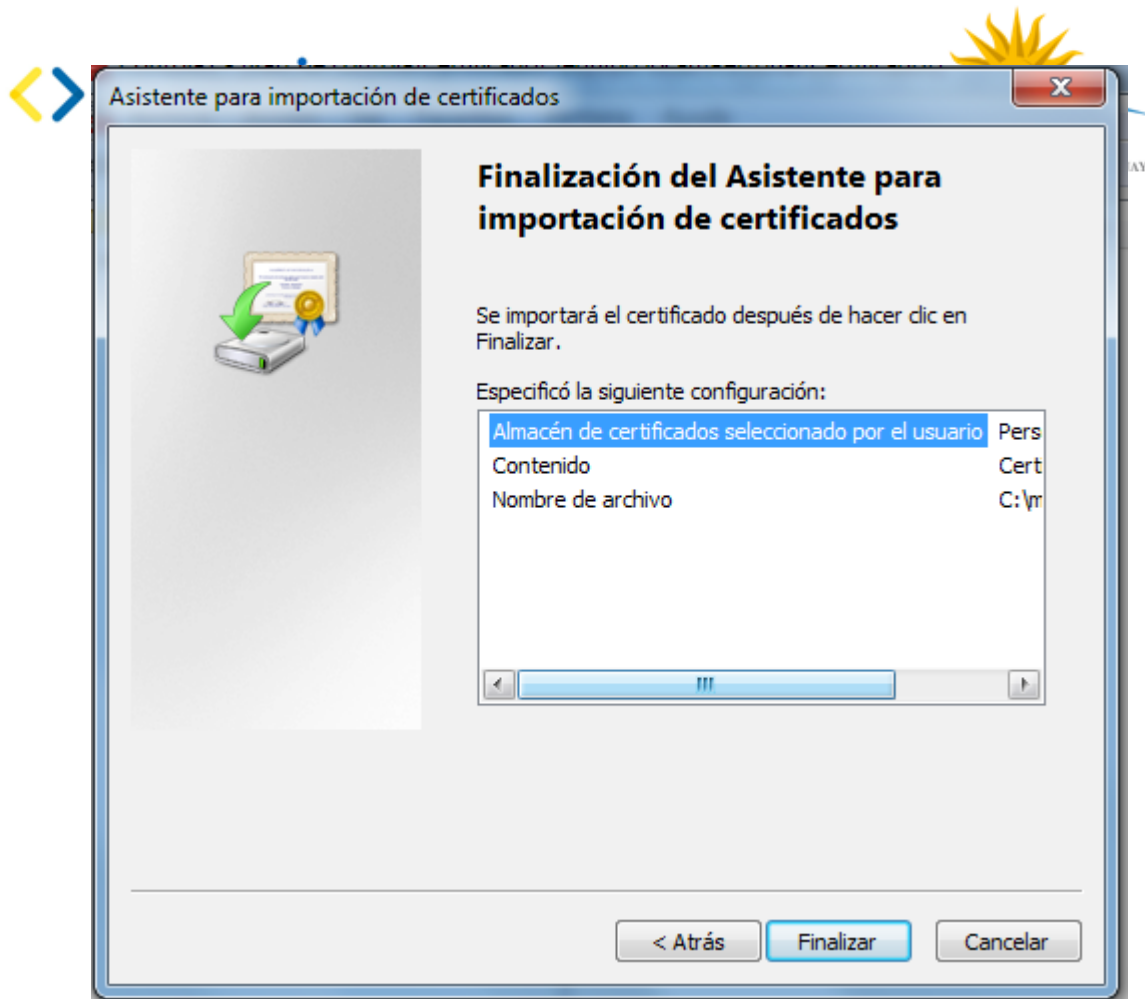 Asistente para importación de certificados
Finalización del Asistente para
importación de certificados
Se importará el certificado después de hacer clic en
Finalizar.
Especificó la siguiente configuración:
Almacén de certificados seleccionado por el usuario Pers
Contenido Cert
Nombre de archivo C:\m
< Atrás Finalizar Cancelar